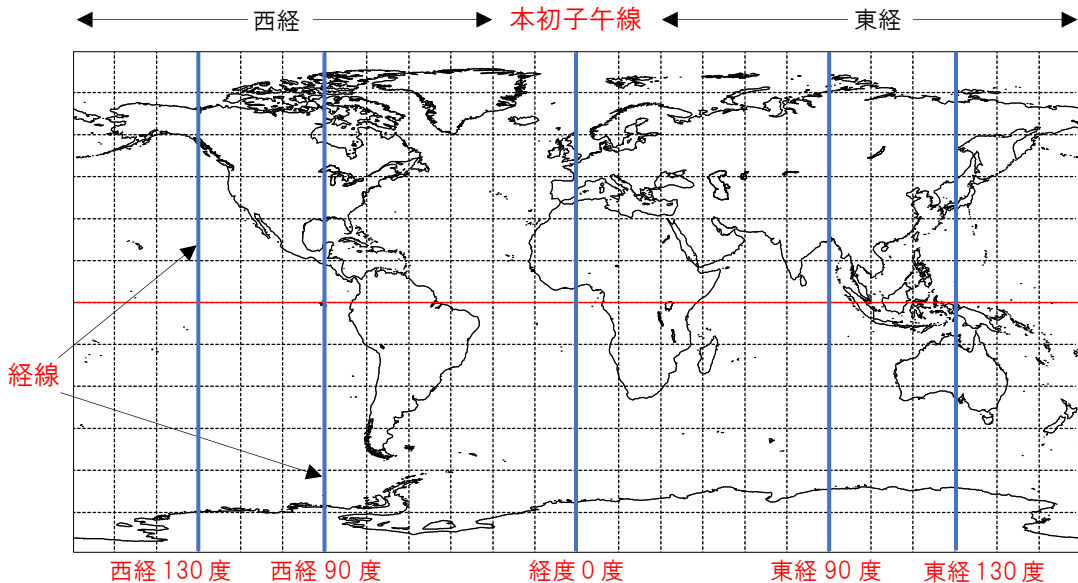 西経
本初子午線
東経
経線
西経 130 度
西経 90 度
経度 0 度
東経 90 度
東経 130 度